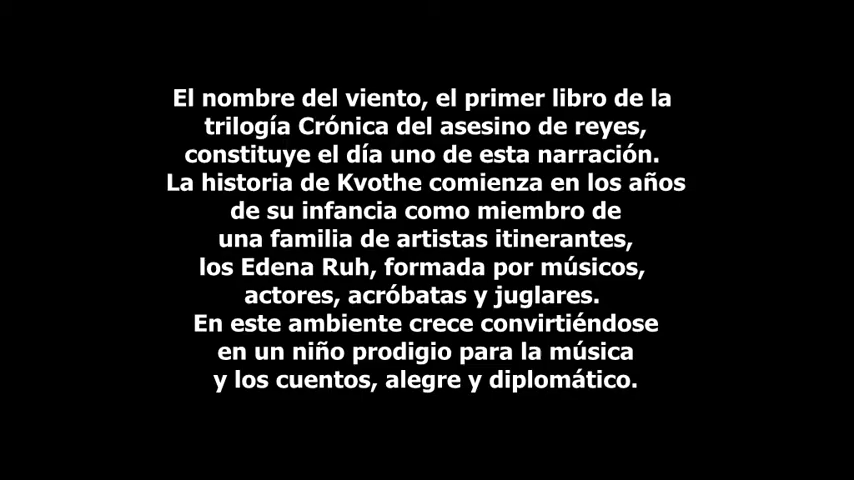 El nombre del viento, el primer libro de la
trilogía Crónica del asesino de reyes,
constituye el día uno de esta narración.
La historia de Kvothe comienza en los años
de su infancia como miembro de
una familia de artistas itinerantes,
los Edena Ruh, formada por músicos,
actores, acróbatas y juglares.
En este ambiente crece convirtiéndose
en un niño prodigio para la música
y los cuentos, alegre y diplomático.